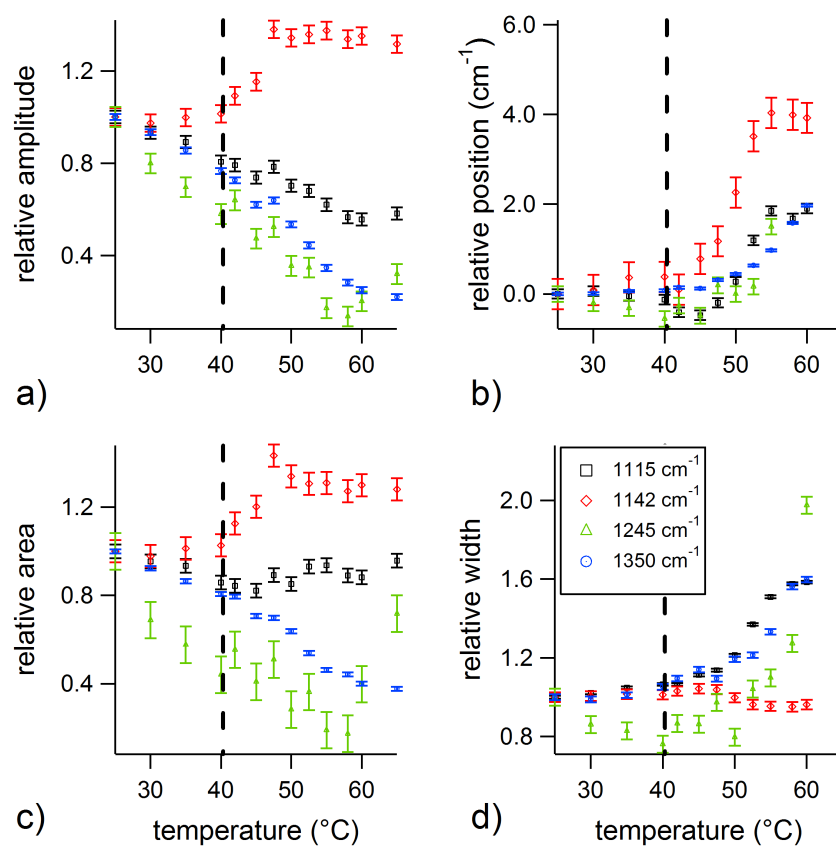 relative amplitude
1.2
0.8
0.4
30
40
50
60
a)
relative position (cm⁻¹)
6.0
4.0
2.0
0.0
30
40
50
60
b)
relative area
1.2
0.8
0.4
30
40
50
60
c)
temperature (°C)
relative width
2.0
1.6
1.2
0.8
1115 cm⁻¹
1142 cm⁻¹
1245 cm⁻¹
1350 cm⁻¹
30
40
50
60
d)
temperature (°C)